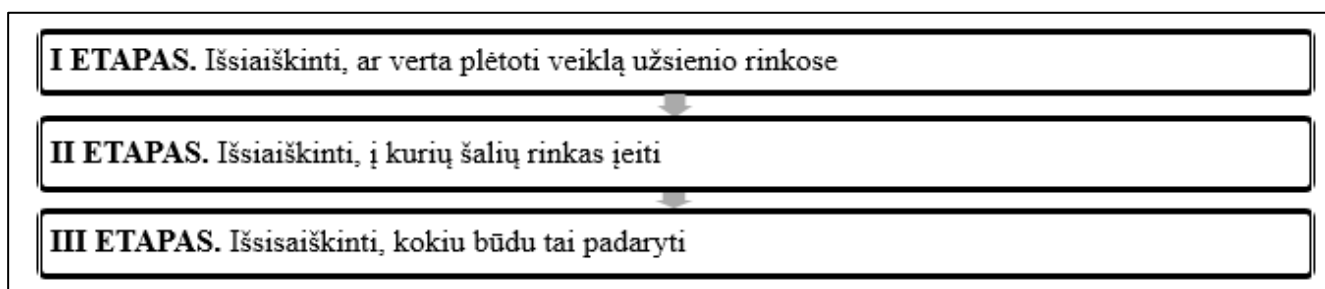 I ETAPAS. Išsiaiškinti, ar verta plėtoti veiklą užsienio rinkose
II ETAPAS. Išsiaiškinti, į kurių šalių rinkas įeiti
III ETAPAS. Išsisaiškinti, kokiu būdu tai padaryti